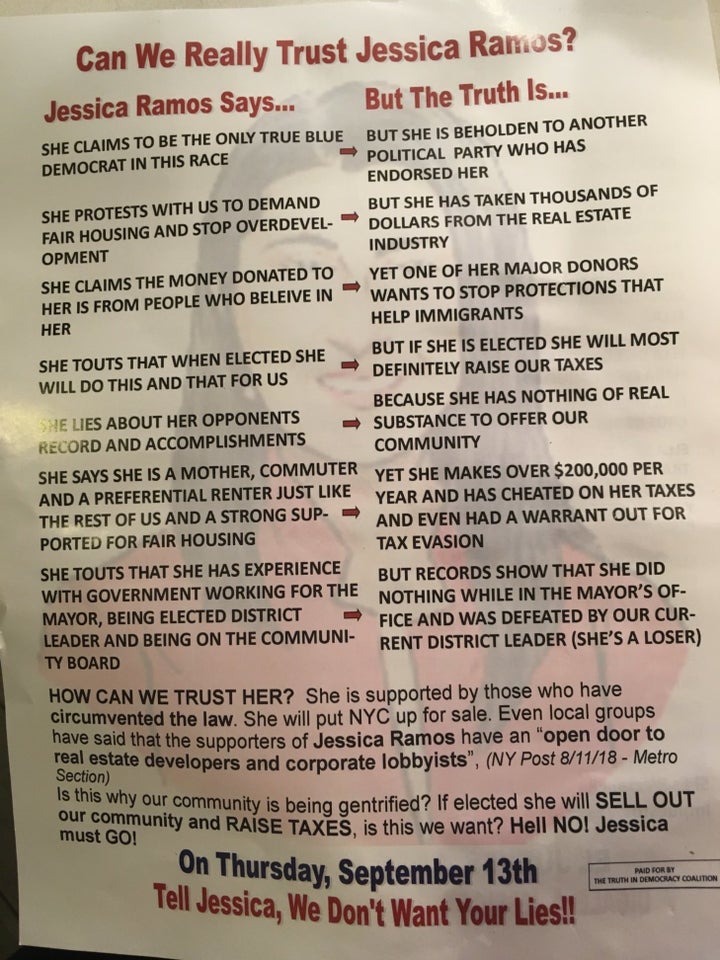 Can We Really Trust Jessica Ramos?
Jessica Ramos Says...
But The Truth Is...
SHE CLAIMS TO BE THE ONLY TRUE BLUE
DEMOCRAT IN THIS RACE
BUT SHE IS BEHOLDEN TO ANOTHER
POLITICAL PARTY WHO HAS
ENDORSED HER
SHE PROTESTS WITH US TO DEMAND
FAIR HOUSING AND STOP OVERDEVEL-
OPMENT
BUT SHE HAS TAKEN THOUSANDS OF
DOLLARS FROM THE REAL ESTATE
INDUSTRY
SHE CLAIMS THE MONEY DONATED TO
HER IS FROM PEOPLE WHO BELEIVE IN
HER
YET ONE OF HER MAJOR DONORS
WANTS TO STOP PROTECTIONS THAT
HELP IMMIGRANTS
SHE TOUTS THAT WHEN ELECTED SHE
WILL DO THIS AND THAT FOR US
BUT IF SHE IS ELECTED SHE WILL MOST
DEFINITELY RAISE OUR TAXES
SHE LIES ABOUT HER OPPONENTS
RECORD AND ACCOMPLISHMENTS
BECAUSE SHE HAS NOTHING OF REAL
SUBSTANCE TO OFFER OUR
COMMUNITY
SHE SAYS SHE IS A MOTHER, COMMUTER
AND A PREFERENTIAL RENTER JUST LIKE
THE REST OF US AND A STRONG SUP-
PORTED FOR FAIR HOUSING
YET SHE MAKES OVER $200,000 PER
YEAR AND HAS CHEATED ON HER TAXES
AND EVEN HAD A WARRANT OUT FOR
TAX EVASION
SHE TOUTS THAT SHE HAS EXPERIENCE
WITH GOVERNMENT WORKING FOR THE
MAYOR, BEING ELECTED DISTRICT
LEADER AND BEING ON THE COMMUNI-
TY BOARD
BUT RECORDS SHOW THAT SHE DID
NOTHING WHILE IN THE MAYOR'S OF-
FICE AND WAS DEFEATED BY OUR CUR-
RENT DISTRICT LEADER (SHE'S A LOSER)
HOW CAN WE TRUST HER? She is supported by those who have
circumvented the law. She will put NYC up for sale. Even local groups
have said that the supporters of Jessica Ramos have an "open door to
real estate developers and corporate lobbyists", (NY Post 8/11/18 - Metro
Section)
Is this why our community is being gentrified? If elected she will SELL OUT
our community and RAISE TAXES, is this we want? Hell NO! Jessica
must GO!
On Thursday, September 13th
Tell Jessica, We Don't Want Your Lies!!
PAID FOR BY
THE TRUTH IN DEMOCRACY COALITION